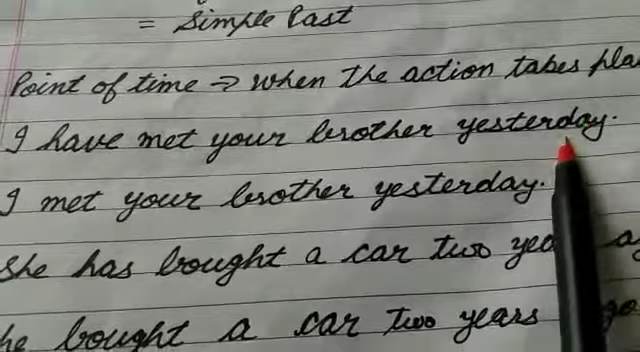 = Simple Past
Point of time => When the action takes
I have met your brother yesterday.
I met your brother yesterday.
She has bought a car two
he bought a car two years